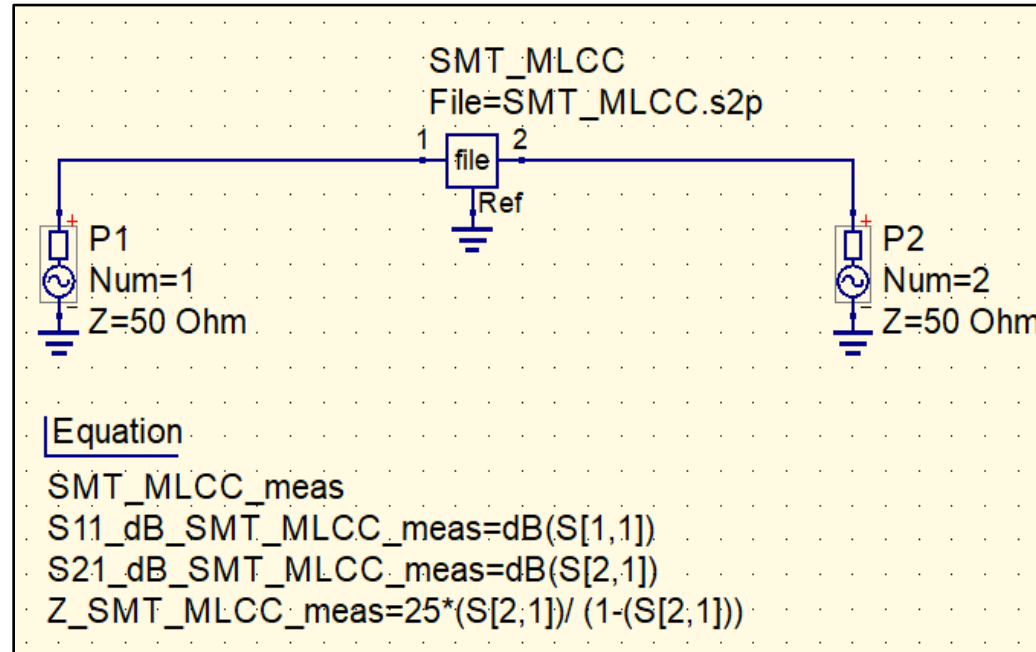 SMT_MLCC
File=SMT_MLCC.s2p
1 file 2
Ref
+ P1
Num=1
Z=50 Ohm
+ P2
Num=2
Z=50 Ohm
Equation
SMT_MLCC_meas
S11_dB_SMT_MLCC_meas=dB(S[1,1])
S21_dB_SMT_MLCC_meas=dB(S[2,1])
Z_SMT_MLCC_meas=25*(S[2,1])/ (1-(S[2,1]))